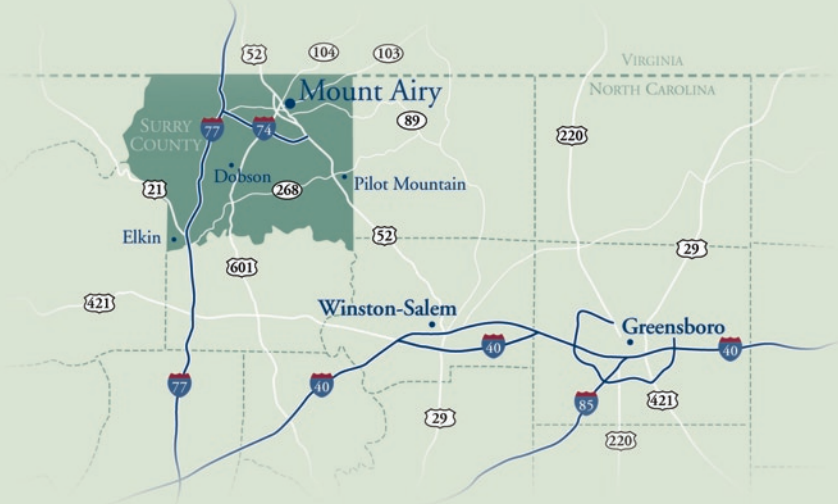 52
104
103
VIRGINIA
NORTH CAROLINA
Mount Airy
SURRY
COUNTY
77
74
89
220
Dobson
268
Pilot Mountain
21
Elkin
52
29
601
421
Winston-Salem
Greensboro
40
40
77
40
85
421
29
220